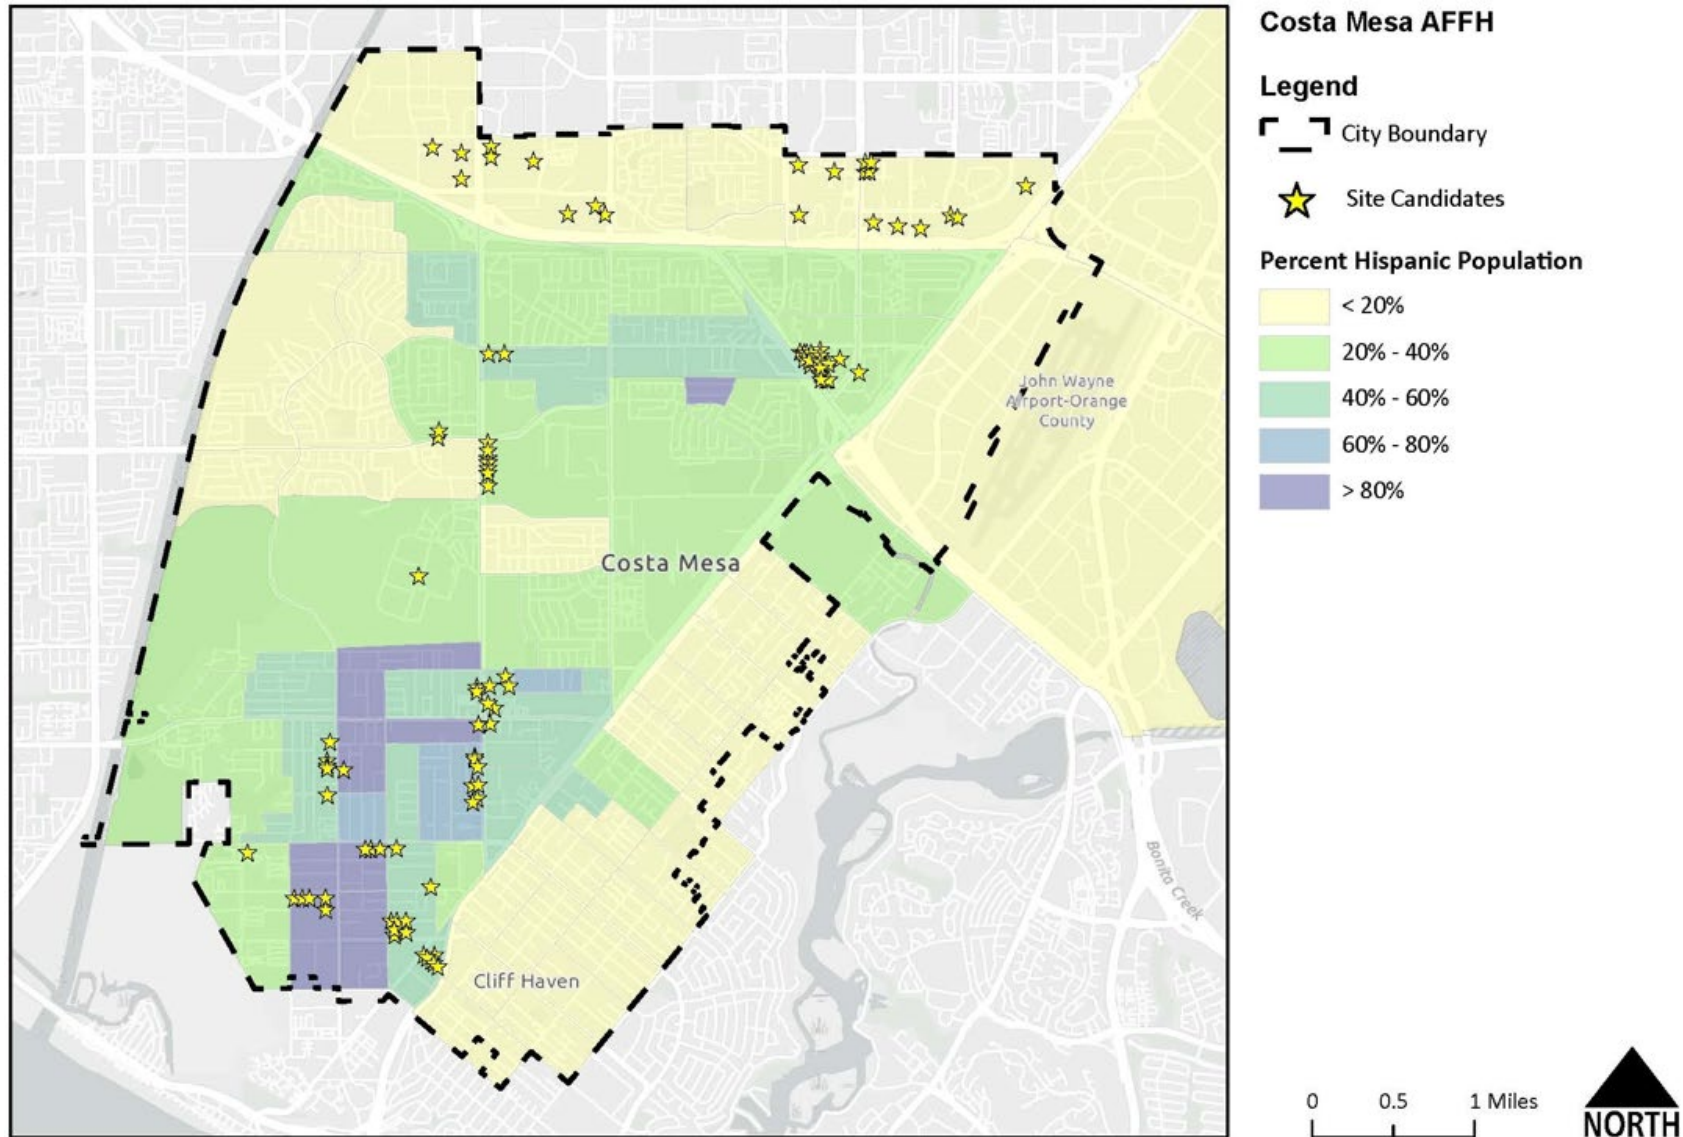 Costa Mesa AFFH
Legend
City Boundary
Site Candidates
Percent Hispanic Population
< 20%
20% - 40%
40% - 60%
60% - 80%
> 80%
John Wayne
Airport-Orange
County
Costa Mesa
Cliff Haven
Bonita Creek
0 0.5 1 Miles
NORTH